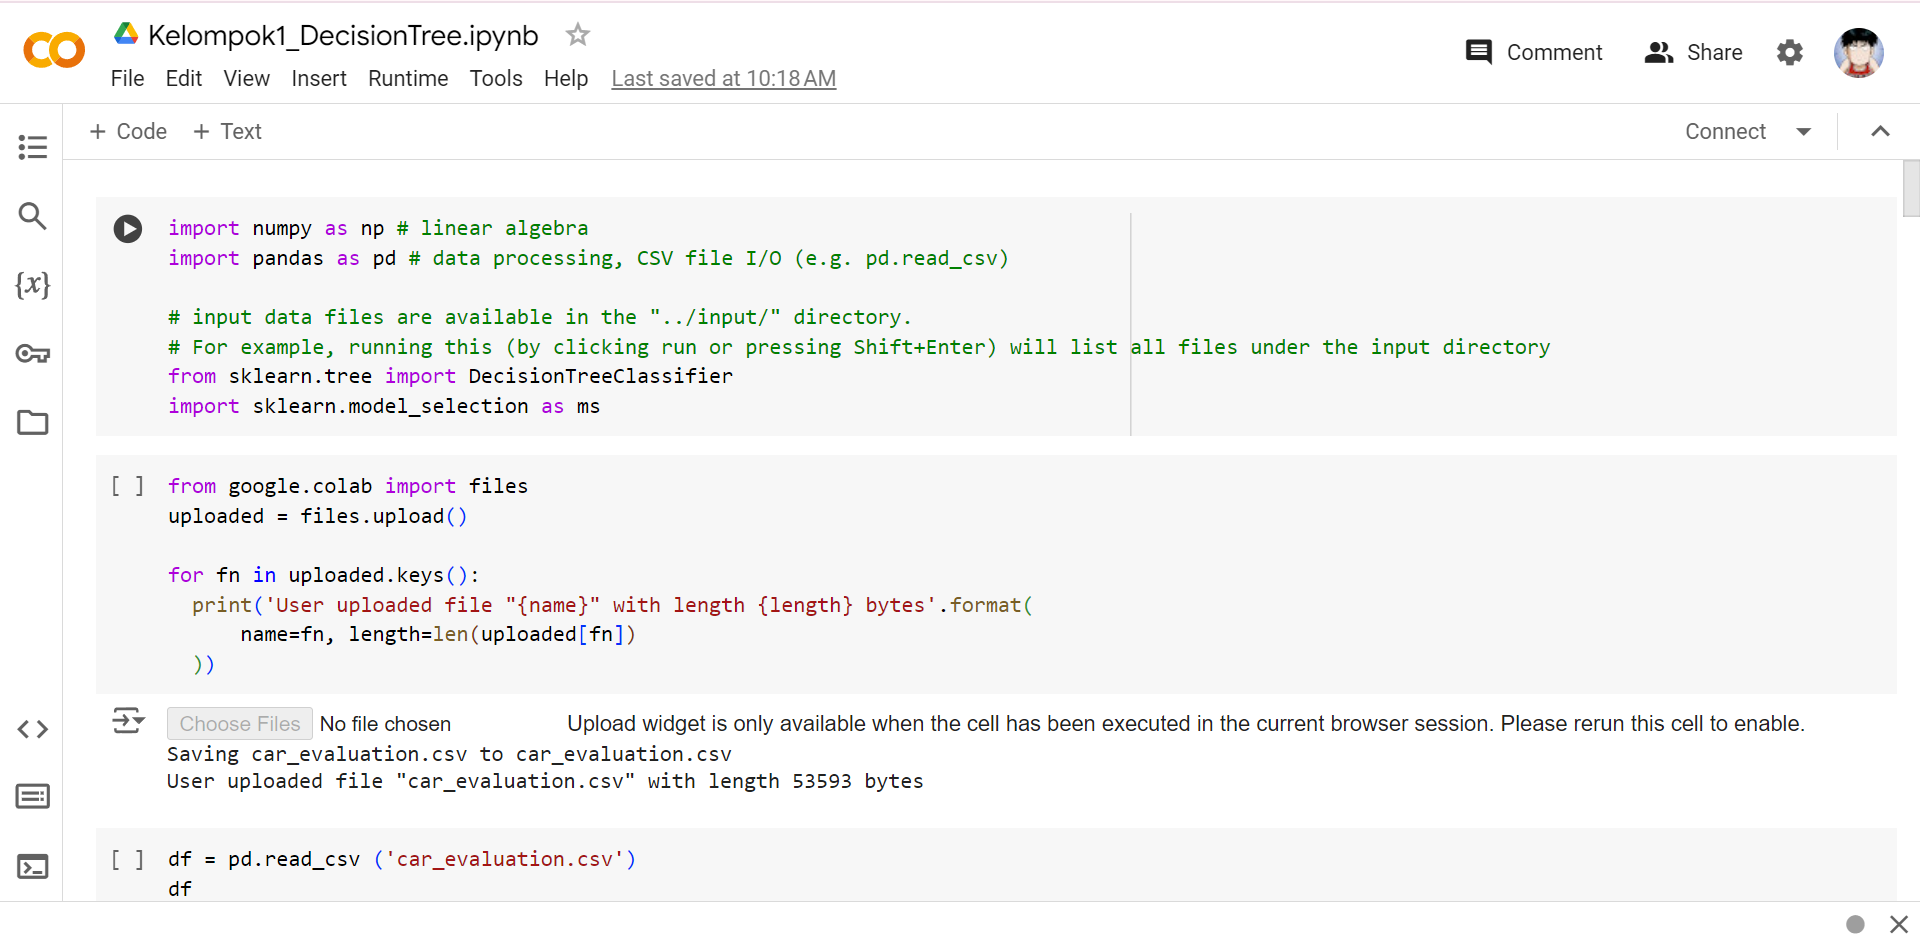 Kelompok1_DecisionTree.ipynb
File Edit View Insert Runtime Tools Help Last saved at 10:18 AM
Comment Share
+ Code + Text
Connect
import numpy as np # linear algebra
import pandas as pd # data processing, CSV file I/O (e.g. pd.read_csv)
# input data files are available in the "../input/" directory.
# For example, running this (by clicking run or pressing Shift+Enter) will list all files under the input directory
from sklearn.tree import DecisionTreeClassifier
import sklearn.model_selection as ms
[ ] from google.colab import files
uploaded = files.upload()
for fn in uploaded.keys():
print('User uploaded file "{name}" with length {length} bytes'.format(
name=fn, length=len(uploaded[fn])
))
Choose Files No file chosen Upload widget is only available when the cell has been executed in the current browser session. Please rerun this cell to enable.
Saving car_evaluation.csv to car_evaluation.csv
User uploaded file "car_evaluation.csv" with length 53593 bytes
[ ] df = pd.read_csv ('car_evaluation.csv')
df